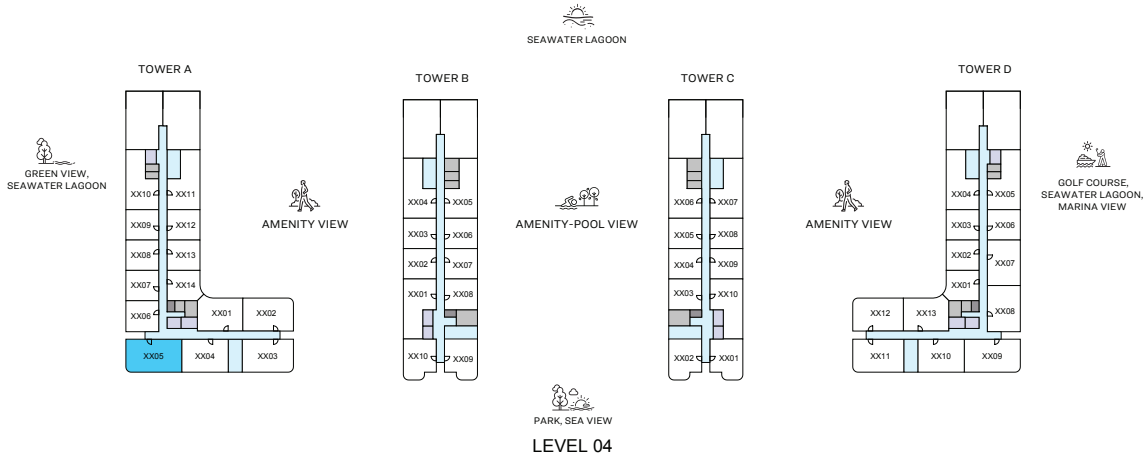 SEAWATER LAGOON
TOWER A
TOWER B
TOWER C
TOWER D
GREEN VIEW,
SEAWATER LAGOON
AMENITY VIEW
AMENITY-POOL VIEW
AMENITY VIEW
GOLF COURSE,
SEAWATER LAGOON,
MARINA VIEW
XX10 XX11
XX09 XX12
XX08 XX13
XX07 XX14
XX06 XX01 XX02
XX05 XX04 XX03
XX04 XX05
XX03 XX06
XX02 XX07
XX01 XX08
XX10 XX09
XX06 XX07
XX05 XX08
XX04 XX09
XX03 XX10
XX02 XX01
XX04 XX05
XX03 XX06
XX02 XX07
XX01
XX12 XX13 XX08
XX11 XX10 XX09
PARK, SEA VIEW
LEVEL 04